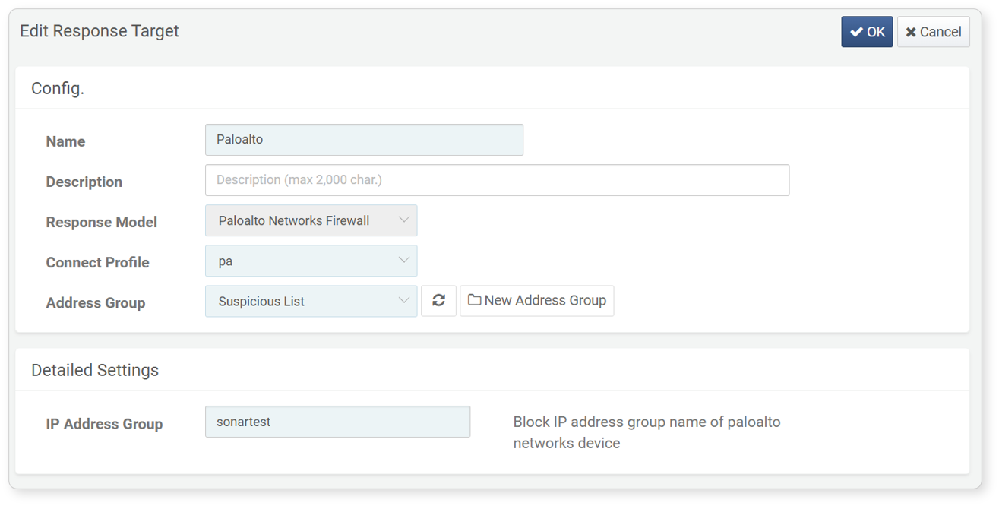 Edit Response Target
OK
Cancel
Config.
Name
Paloalto
Description
Description (max 2,000 char.)
Response Model
Paloalto Networks Firewall
Connect Profile
pa
Address Group
Suspicious List
New Address Group
Detailed Settings
IP Address Group
sonartest
Block IP address group name of paloalto
networks device